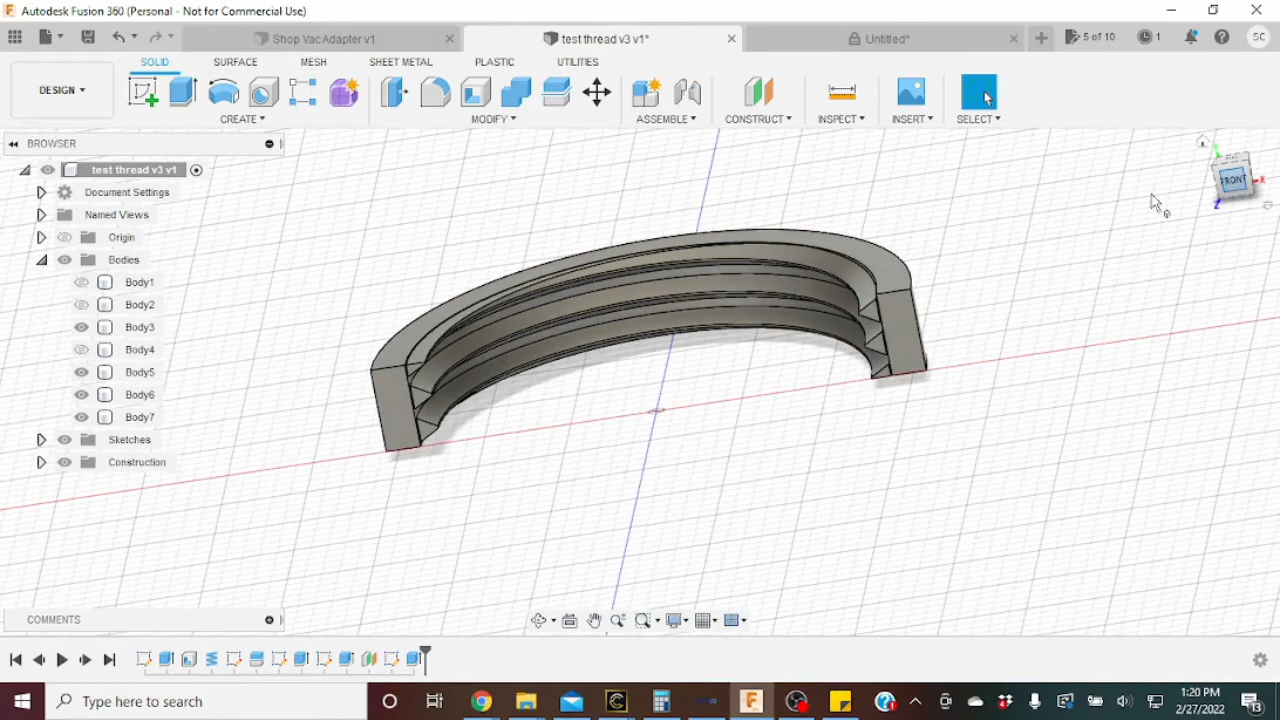 Autodesk Fusion 360 (Personal - Not for Commercial Use)
Shop Vac Adapter v1
test thread v3 v1*
Untitled*
5 of 10
1
SC
DESIGN
SOLID
SURFACE
MESH
SHEET METAL
PLASTIC
UTILITIES
CREATE
MODIFY
ASSEMBLE
CONSTRUCT
INSPECT
INSERT
SELECT
BROWSER
test thread v3 v1
Document Settings
Named Views
Origin
Bodies
Body1
Body2
Body3
Body4
Body5
Body6
Body7
Sketches
Construction
FRONT
X
Z
COMMENTS
Type here to search
1:20 PM
2/27/2022
13